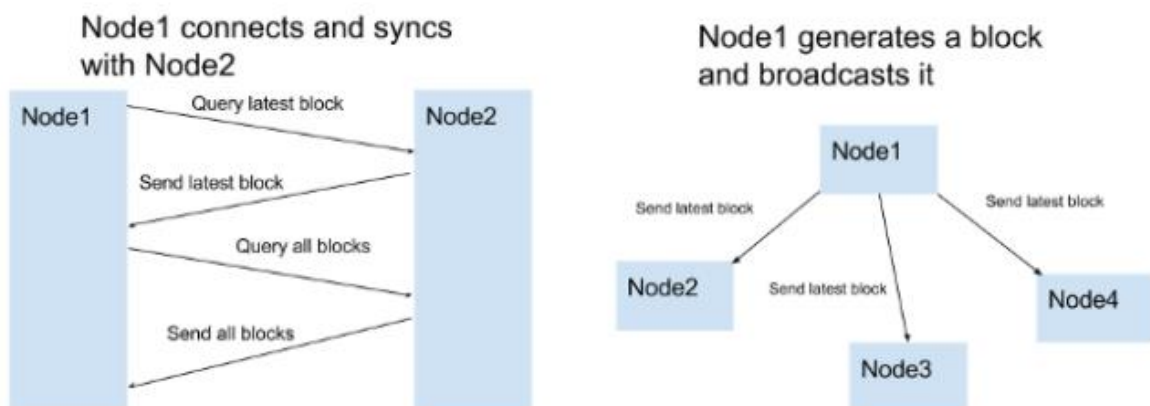 Node1 connects and syncs
with Node2
Node1
Node2
Query latest block
Send latest block
Query all blocks
Send all blocks
Node1 generates a block
and broadcasts it
Node1
Send latest block
Send latest block
Node2
Send latest block
Node4
Node3